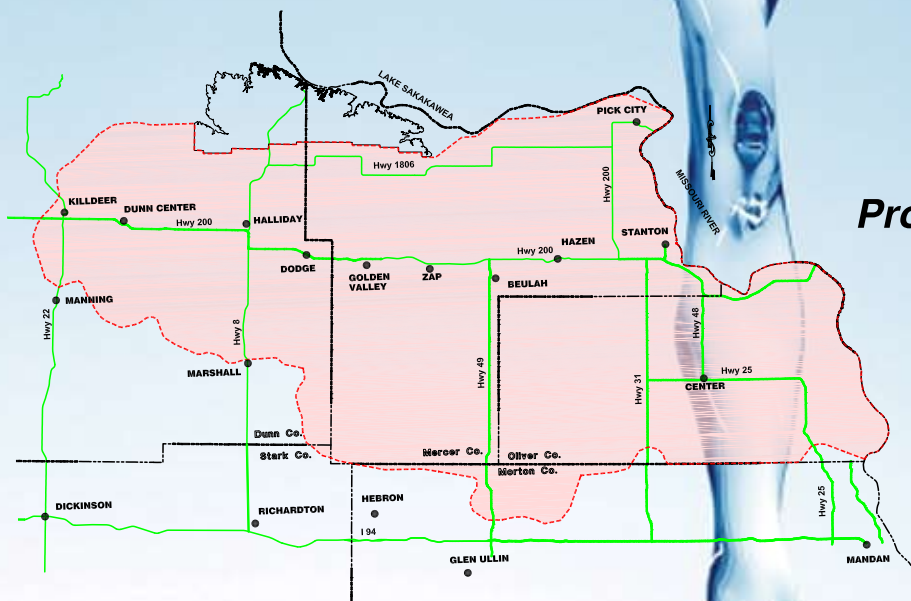 LAKE SAKAKAWEA
PICK CITY
Hwy 1806
Hwy 200
MISSOURI RIVER
KILLDEER
DUNN CENTER
Hwy 200
HALLIDAY
Pro
STANTON
HAZEN
Hwy 200
DODGE
GOLDEN
VALLEY
ZAP
BEULAH
MANNING
Hwy 22
Hwy 8
Hwy 48
MARSHALL
Hwy 49
Hwy 31
Hwy 25
CENTER
Dunn Co.
Stark Co.
Mercer Co.
Oliver Co.
Morton Co.
DICKINSON
RICHARDTON
HEBRON
I 94
Hwy 25
GLEN ULLIN
MANDAN